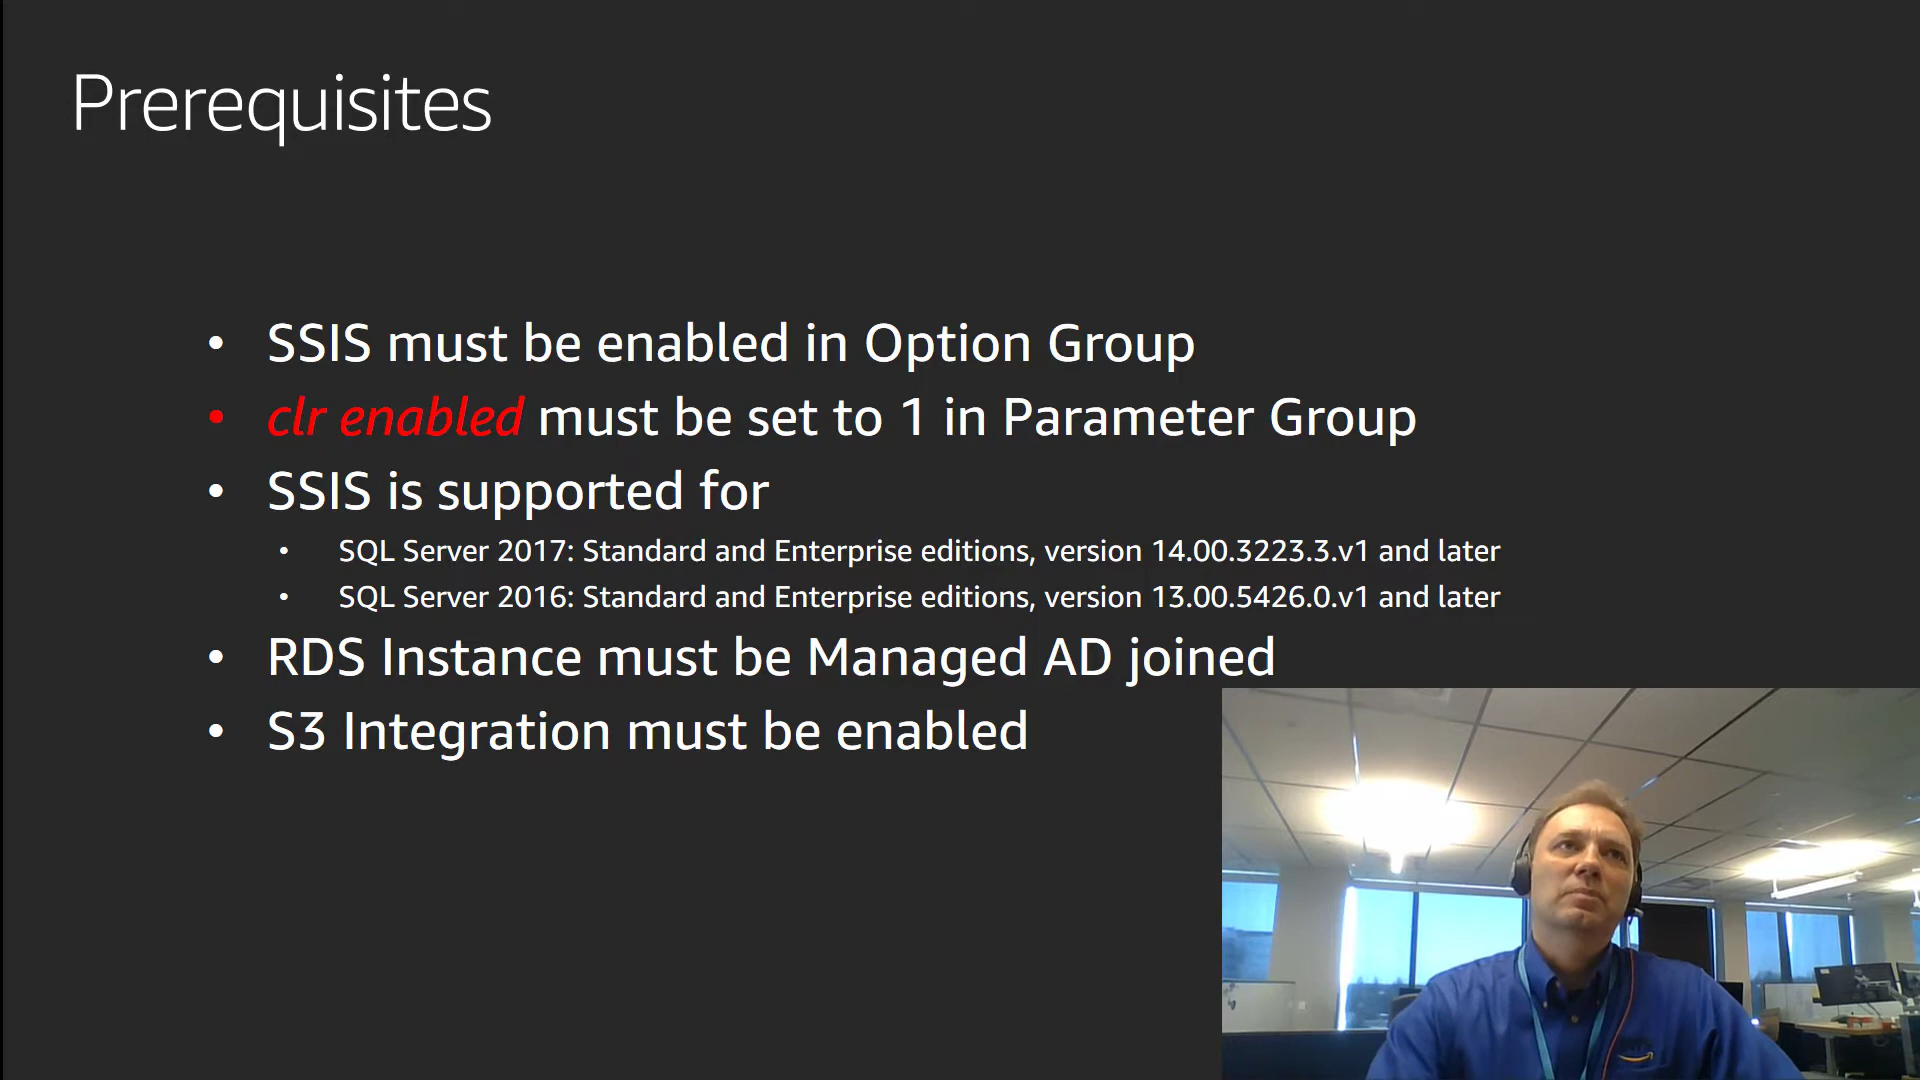 Prerequisites
• SSIS must be enabled in Option Group
• clr enabled must be set to 1 in Parameter Group
• SSIS is supported for
• SQL Server 2017: Standard and Enterprise editions, version 14.00.3223.3.v1 and later
• SQL Server 2016: Standard and Enterprise editions, version 13.00.5426.0.v1 and later
• RDS Instance must be Managed AD joined
• S3 Integration must be enabled